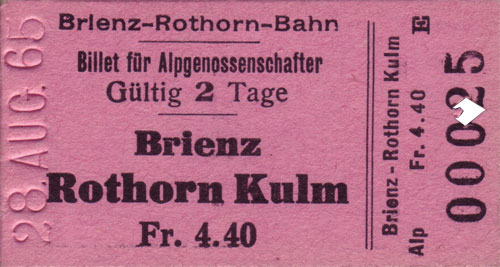 Brienz-Rothorn-Bahn
Billet für Alpgenossenschafter
Gültig 2 Tage
Brienz
Rothorn Kulm
Fr. 4.40
28 AUG. 65
Brienz - Rothorn Kulm
Alp Fr. 4.40 E
00025